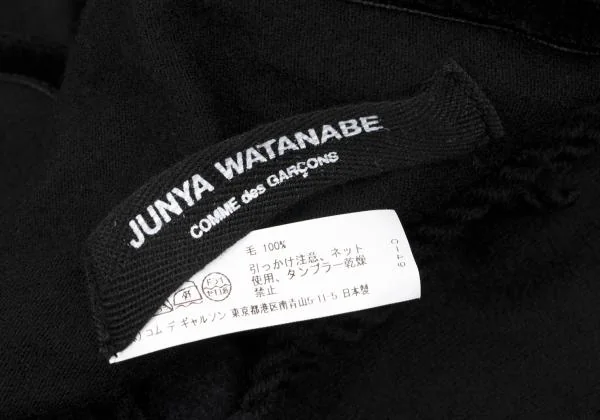 JUNYA WATANABE
COMME des GARÇONS
毛 100%
引っかけ注意、ネット
使用、タンブラー乾燥
禁止
コム デ ギャルソン 東京都港区南青山5-11-5 日本製